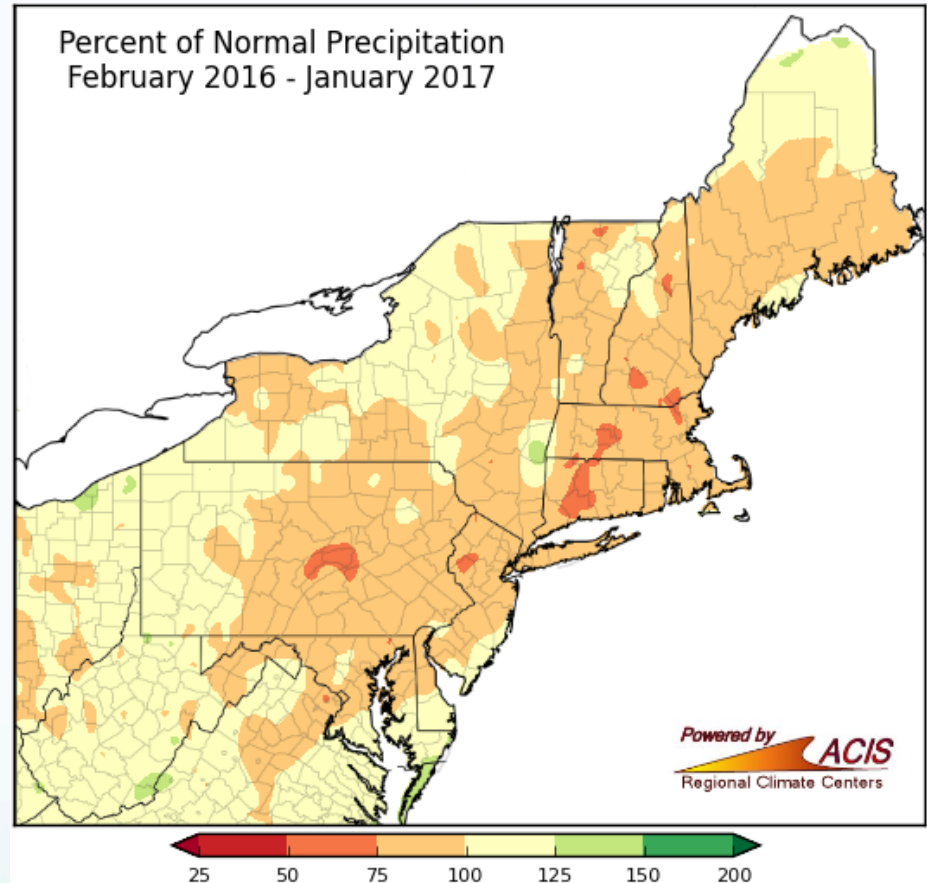 Percent of Normal Precipitation
February 2016 - January 2017
Powered by
ACIS
Regional Climate Centers
25 50 75 100 125 150 200